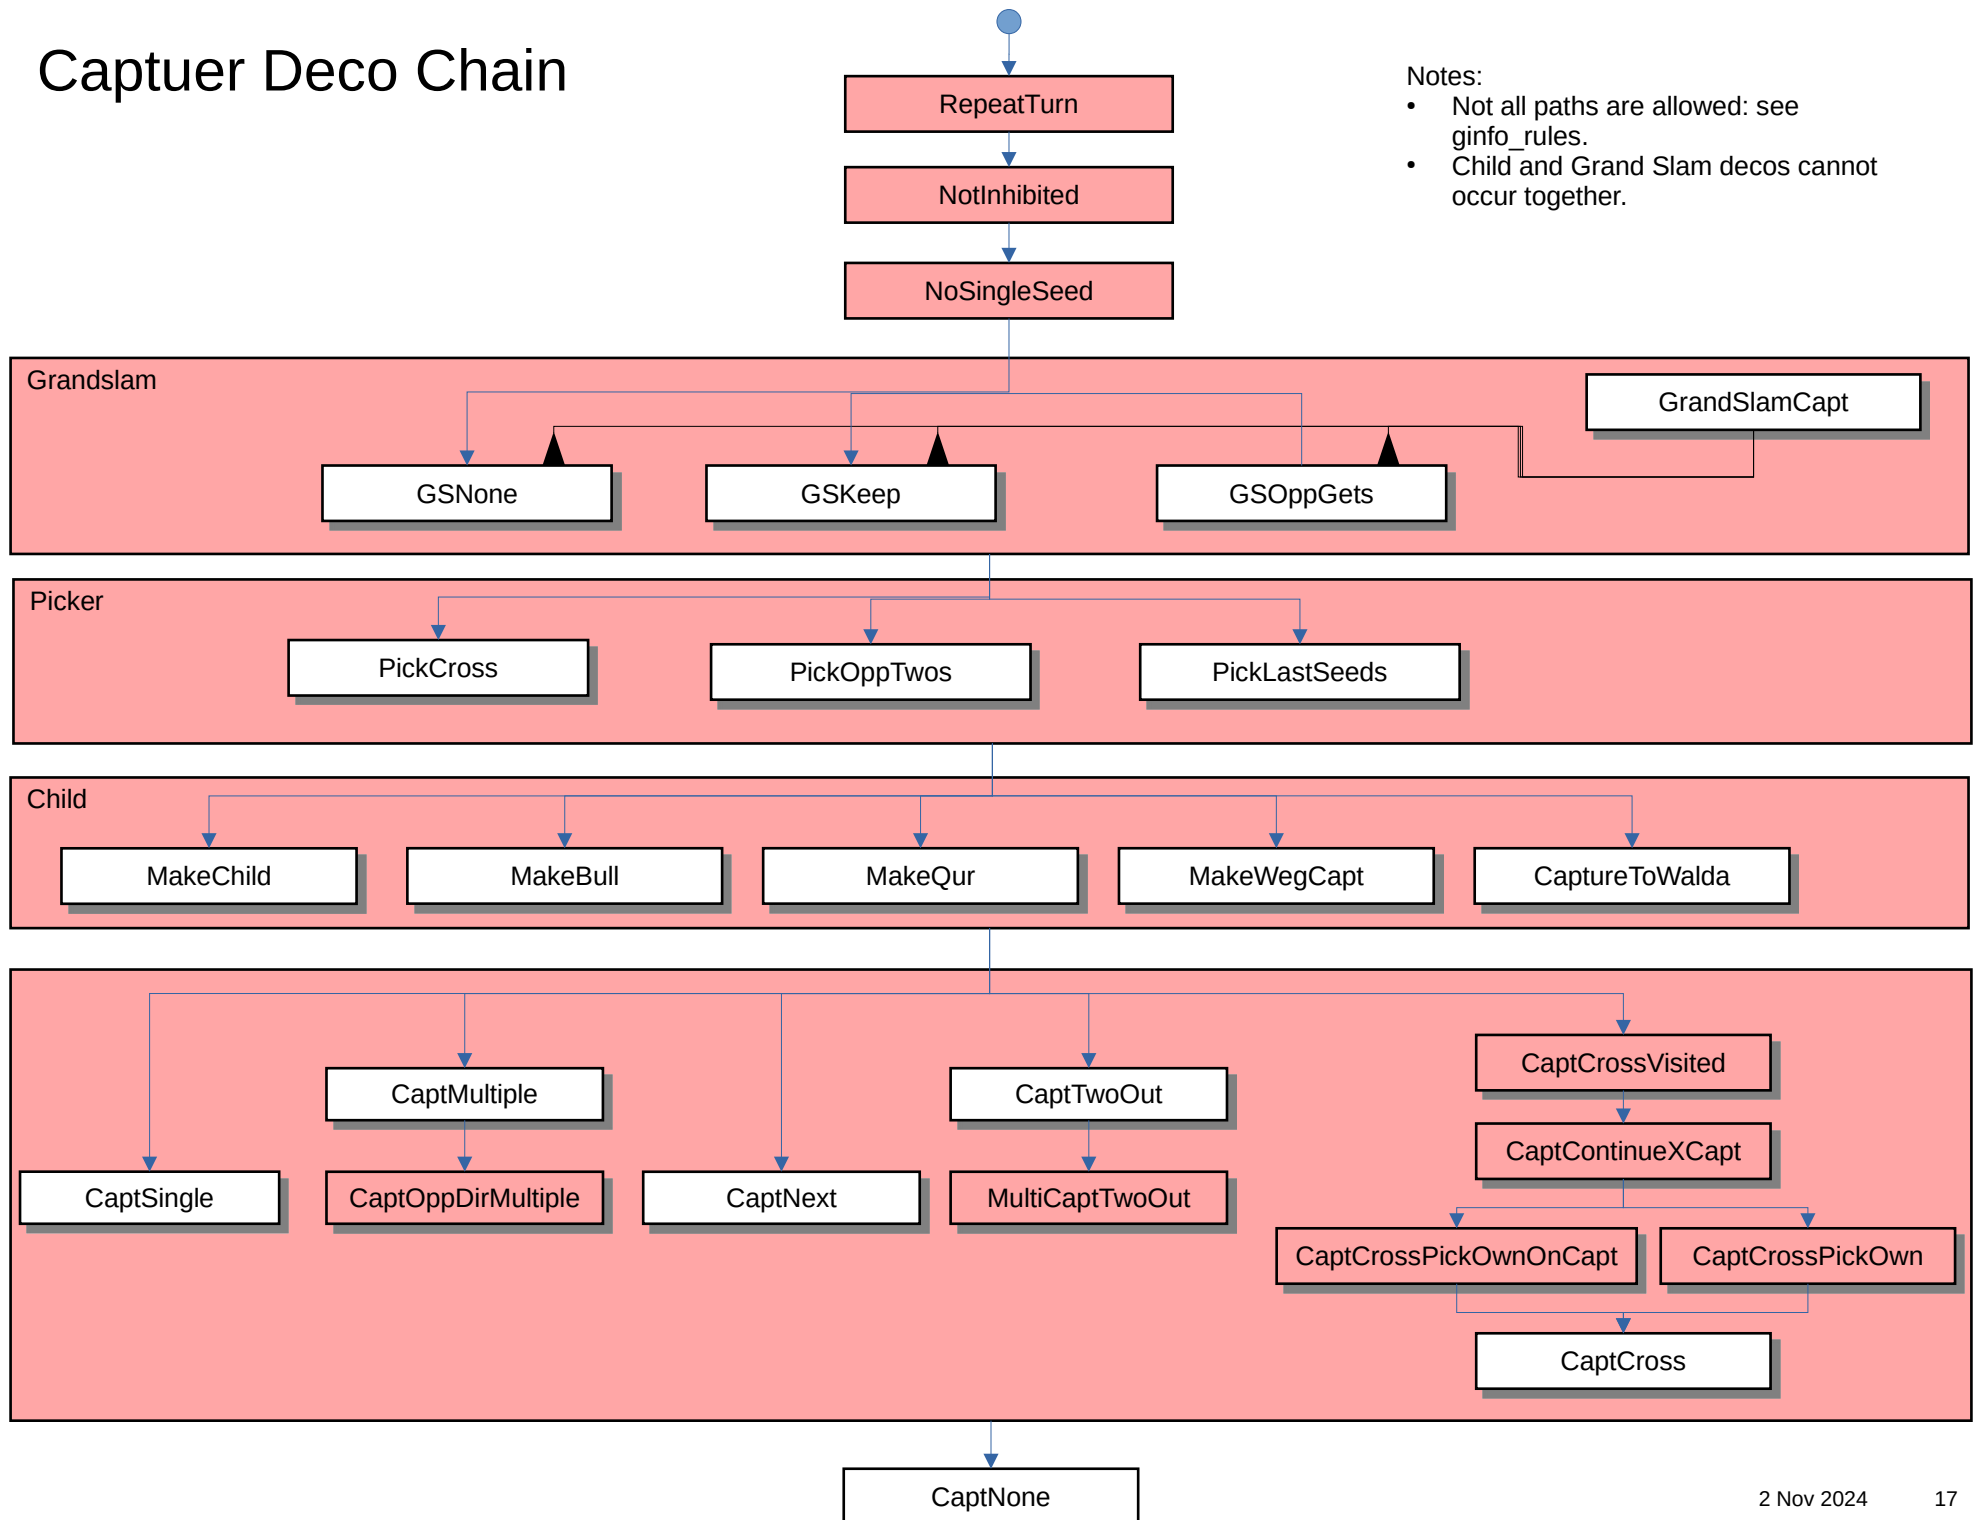 Captuer Deco Chain
RepeatTurn
Notes:
• Not all paths are allowed: see
ginfo_rules.
• Child and Grand Slam decos cannot
occur together.
NotInhibited
NoSingleSeed
Grandslam
GrandSlamCapt
GSNone
GSKeep
GSOppGets
Picker
PickCross
PickOppTwos
PickLastSeeds
Child
MakeChild
MakeBull
MakeQur
MakeWegCapt
CaptureToWalda
CaptCrossVisited
CaptMultiple
CaptTwoOut
CaptContinueXCapt
CaptSingle
CaptOppDirMultiple
CaptNext
MultiCaptTwoOut
CaptCrossPickOwnOnCapt
CaptCrossPickOwn
CaptCross
CaptNone
2 Nov 2024
17